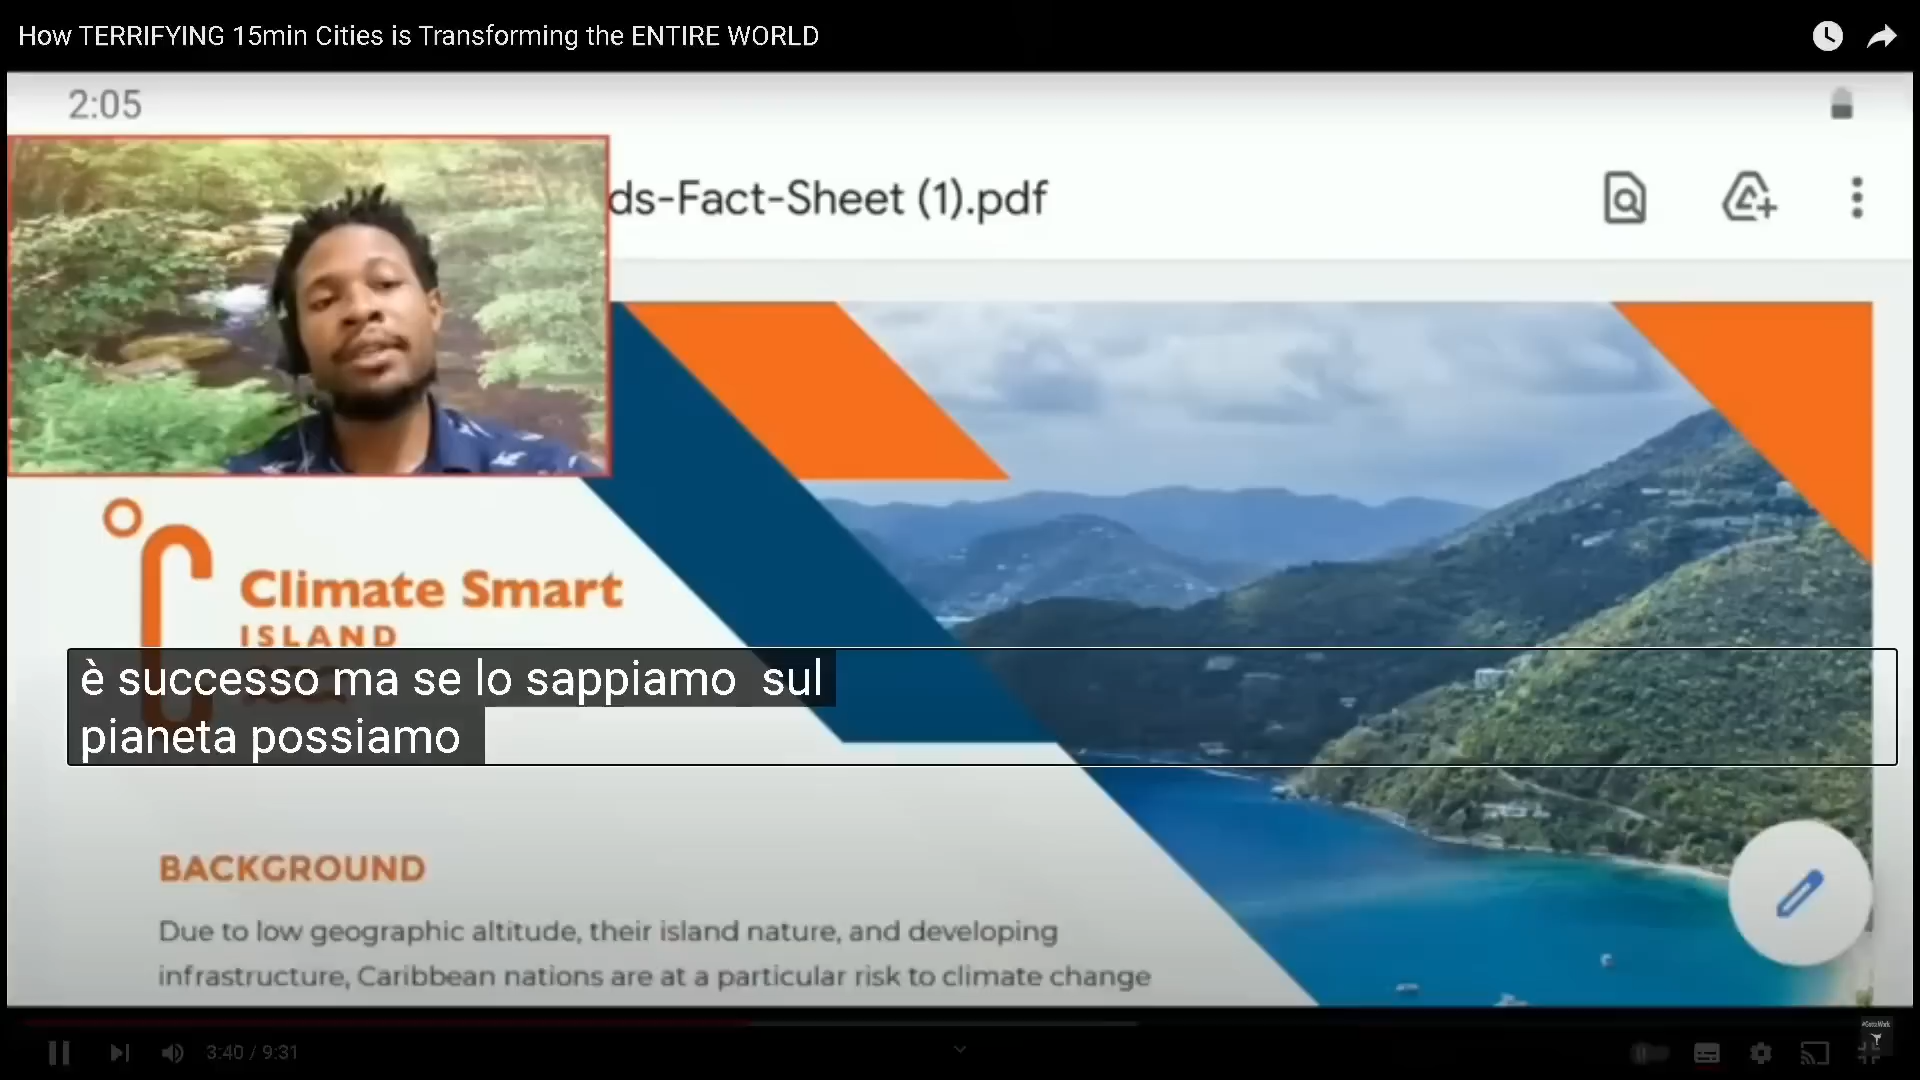 How TERRIFYING 15min Cities is Transforming the ENTIRE WORLD
2:05
ds-Fact-Sheet (1).pdf
Climate Smart
ISLAND
è successo ma se lo sappiamo  sul
pianeta possiamo
BACKGROUND
Due to low geographic altitude, their island nature, and developing
infrastructure, Caribbean nations are at a particular risk to climate change
3:40 / 9:31